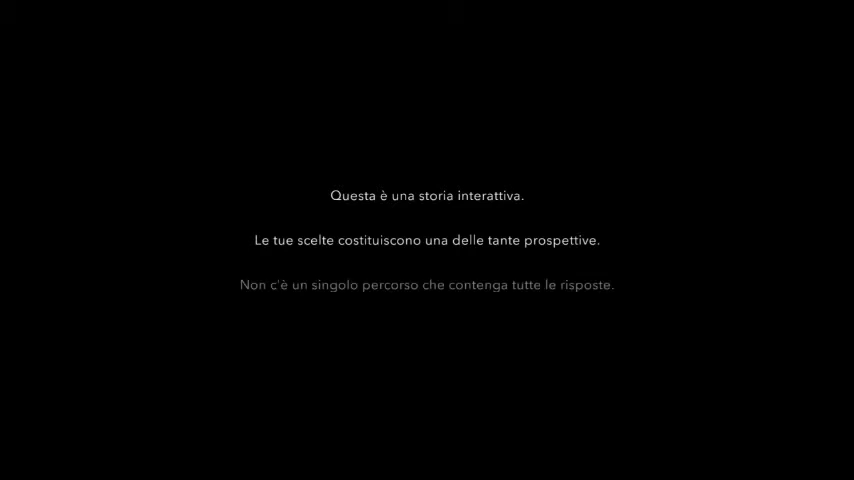 Questa è una storia interattiva.
Le tue scelte costituiscono una delle tante prospettive.
Non c'è un singolo percorso che contenga tutte le risposte.